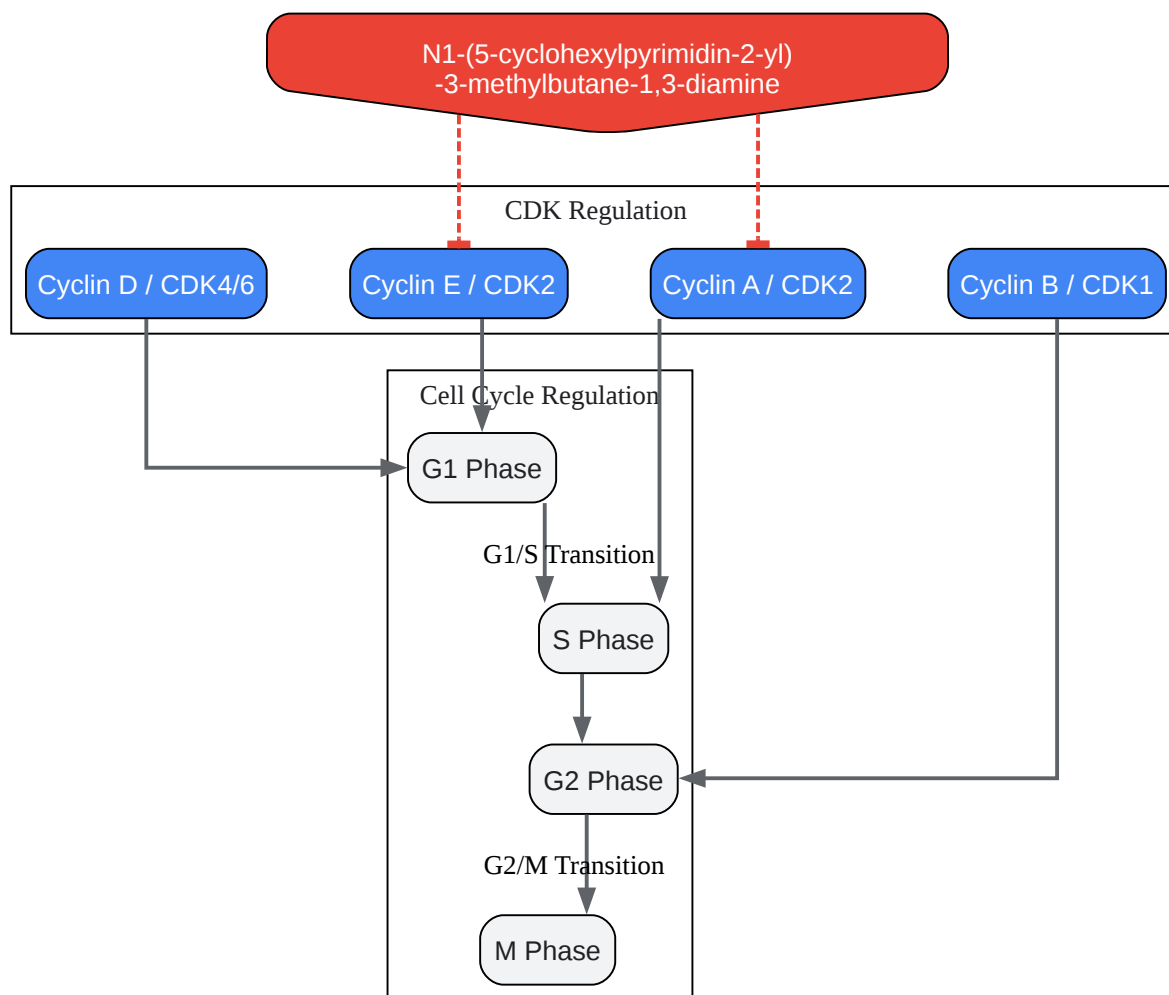 N1-(5-cyclohexylpyrimidin-2-yl)
-3-methylbutane-1,3-diamine
CDK Regulation
Cyclin D / CDK4/6
Cyclin E / CDK2
Cyclin A / CDK2
Cyclin B / CDK1
Cell Cycle Regulation
G1 Phase
G1/S Transition
S Phase
G2 Phase
G2/M Transition
M Phase